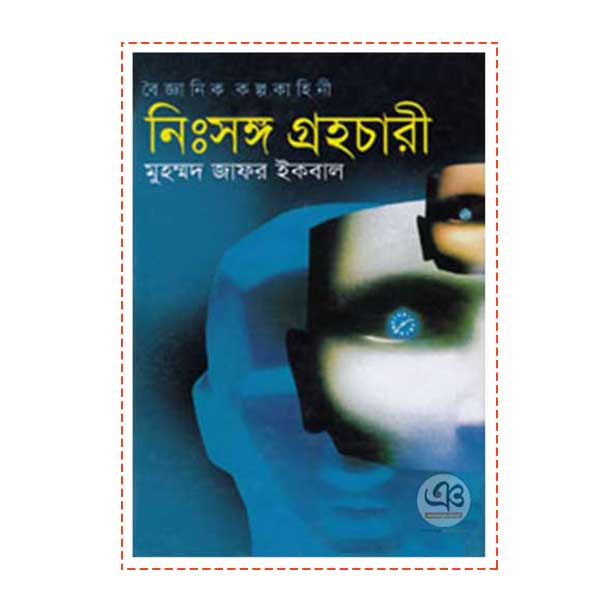 বৈজ্ঞানিক কল্পকাহিনী
নিঃসঙ্গ গ্রহচারী
মুহম্মদ জাফর ইকবাল